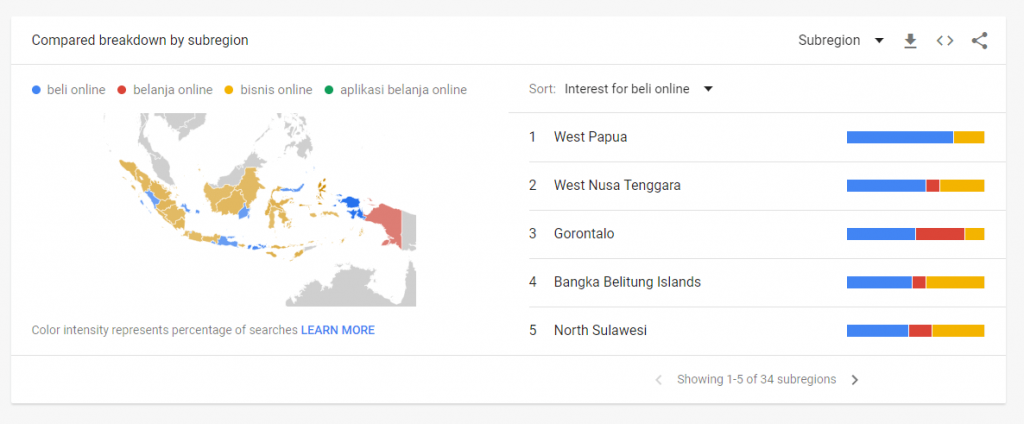 Compared breakdown by subregion
Subregion
beli online
belanja online
bisnis online
aplikasi belanja online
Sort: Interest for beli online
1 West Papua
2 West Nusa Tenggara
3 Gorontalo
4 Bangka Belitung Islands
5 North Sulawesi
Color intensity represents percentage of searches LEARN MORE
Showing 1-5 of 34 subregions